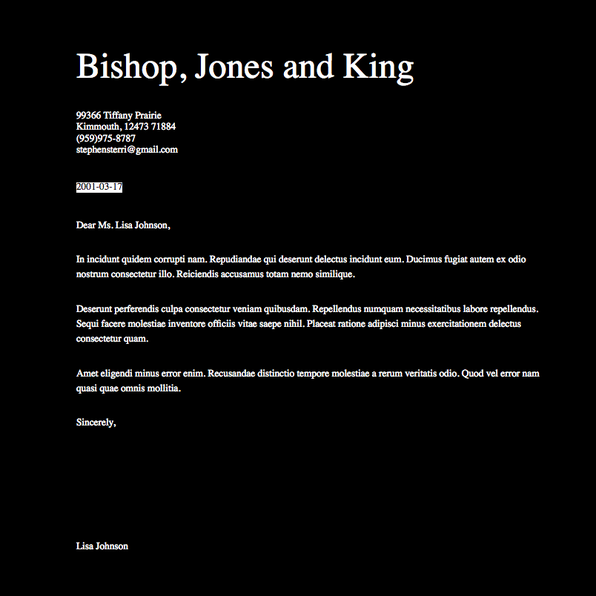 Bishop, Jones and King
99366 Tiffany Prairie
Kimmouth, 12473 71884
(959)975-8787
stephensterri@gmail.com
2001-03-17
Dear Ms. Lisa Johnson,
In incidunt quidem corrupti nam. Repudiandae qui deserunt delectus incidunt eum. Ducimus fugiat autem ex odio
nostrum consectetur illo. Reiciendis accusamus totam nemo similique.
Deserunt perferendis culpa consectetur veniam quibusdam. Repellendus numquam necessitatibus labore repellendus.
Sequi facere molestiae inventore officiis vitae saepe nihil. Placeat ratione adipisci minus exercitationem delectus
consectetur quam.
Amet eligendi minus error enim. Recusandae distinctio tempore molestiae a rerum veritatis odio. Quod vel error nam
quasi quae omnis mollitia.
Sincerely,
Lisa Johnson